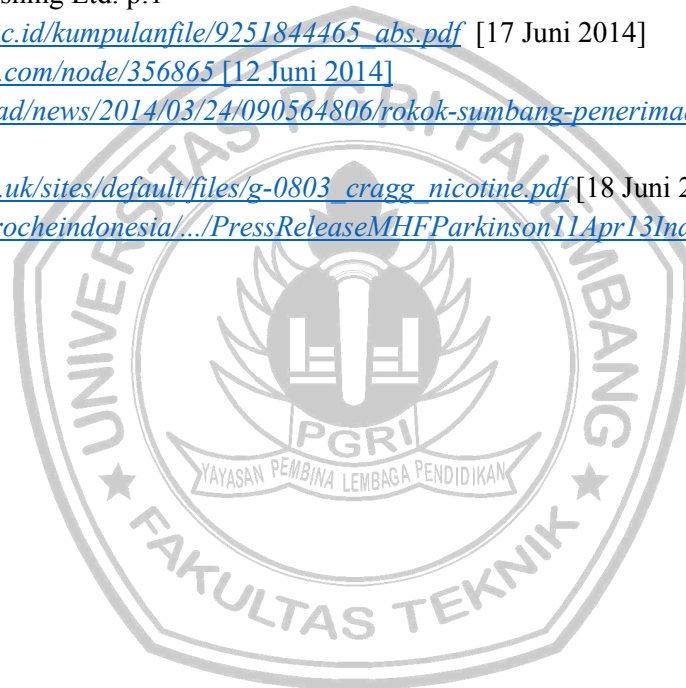 shing Ltd. p.1
c.id/kumpulanfile/9251844465_abs.pdf [17 Juni 2014]
.com/node/356865 [12 Juni 2014]
ad/news/2014/03/24/090564806/rokok-sumbang-penerimaa
.uk/sites/default/files/g-0803_cragg_nicotine.pdf [18 Juni 2
rocheindonesia/.../PressReleaseMHFParkinson11Apr13Ind
UNIVERSITAS PGRI PALEMBANG
PGRI
YAYASAN PEMBINA LEMBAGA PENDIDIKAN
FAKULTAS TEKNIK